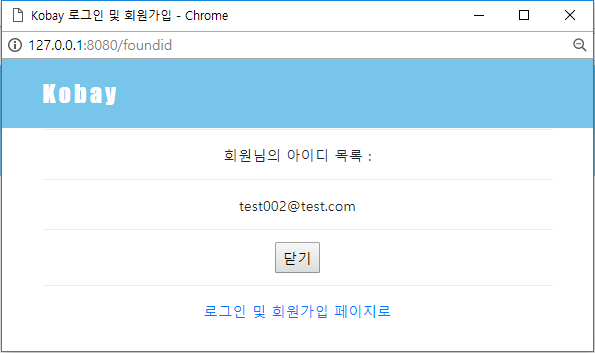 Kobay 로그인 및 회원가입 - Chrome
127.0.0.1:8080/foundid
Kobay
회원님의 아이디 목록 :
test002@test.com
닫기
로그인 및 회원가입 페이지로